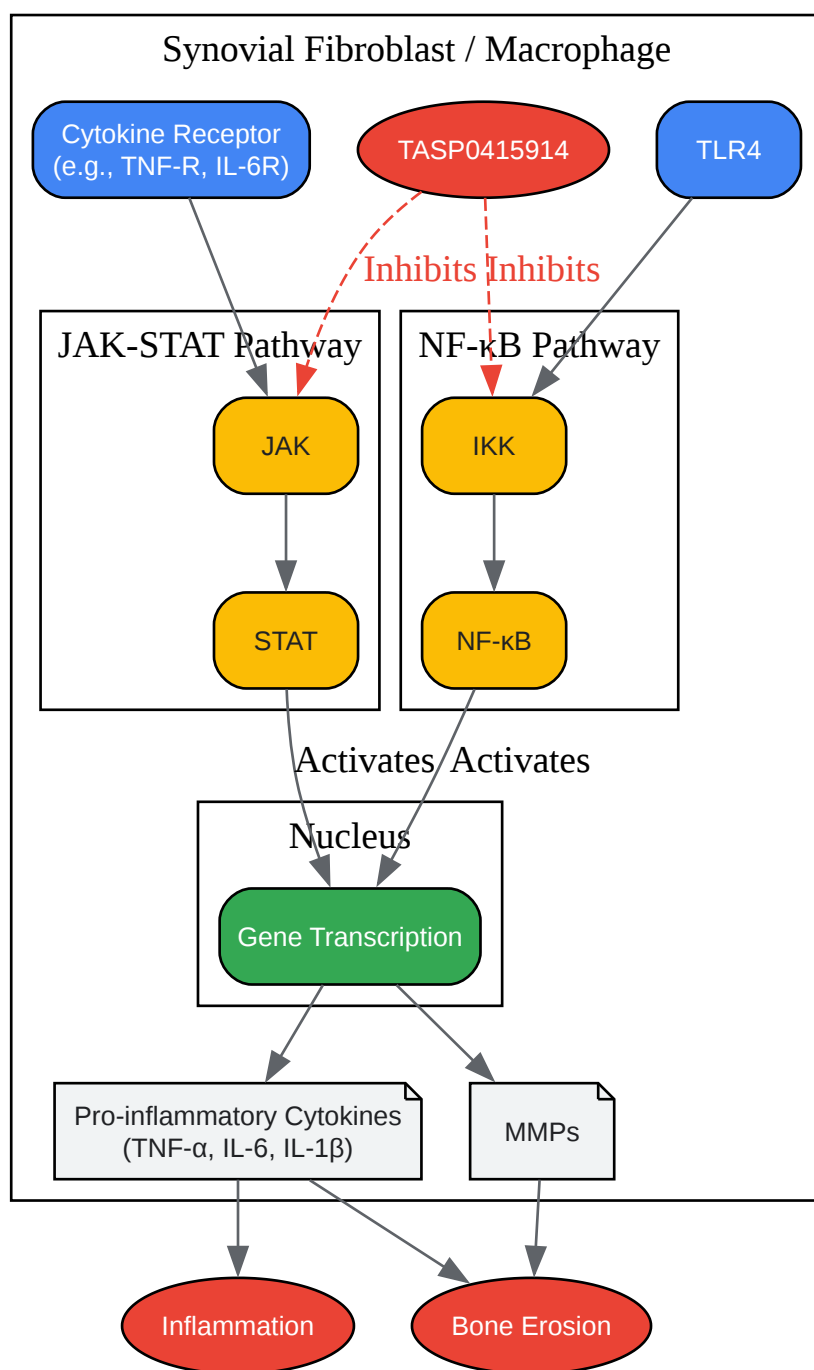 Synovial Fibroblast / Macrophage
Cytokine Receptor
(e.g., TNF-R, IL-6R)
TASP0415914
TLR4
Inhibits
Inhibits
JAK-STAT Pathway
NF-κB Pathway
JAK
IKK
STAT
NF-κB
Activates
Activates
Nucleus
Gene Transcription
Pro-inflammatory Cytokines
(TNF-α, IL-6, IL-1β)
MMPs
Inflammation
Bone Erosion